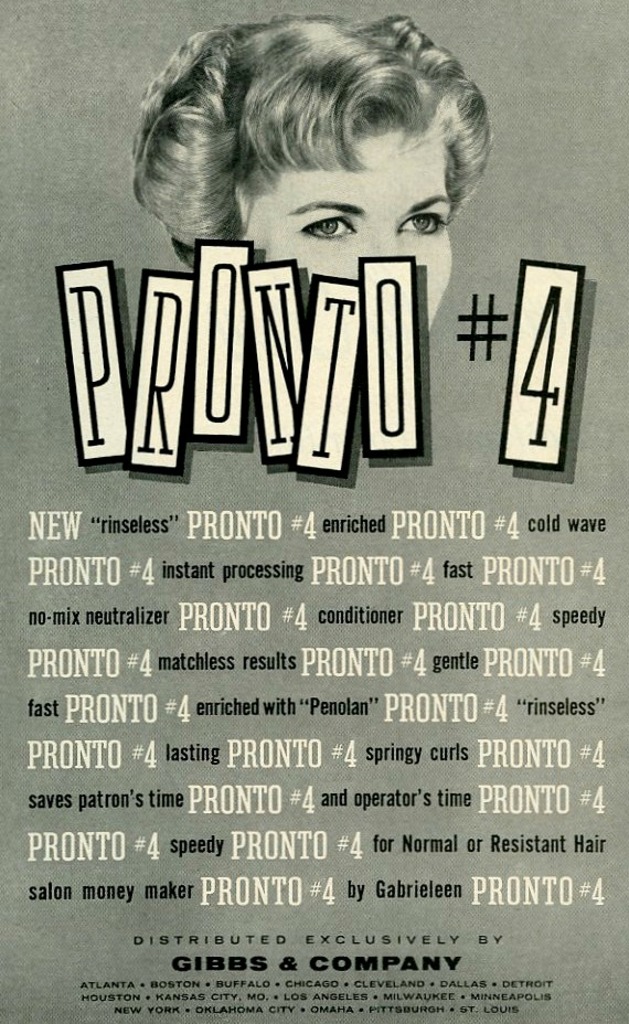 PRONTO #4
NEW "rinseless" PRONTO #4 enriched PRONTO #4 cold wave
PRONTO #4 instant processing PRONTO #4 fast PRONTO #4
no-mix neutralizer PRONTO #4 conditioner PRONTO #4 speedy
PRONTO #4 matchless results PRONTO #4 gentle PRONTO #4
fast PRONTO #4 enriched with "Penolan" PRONTO #4 "rinseless"
PRONTO #4 lasting PRONTO #4 springy curls PRONTO #4
saves patron's time PRONTO #4 and operator's time PRONTO #4
PRONTO #4 speedy PRONTO #4 for Normal or Resistant Hair
salon money maker PRONTO #4 by Gabrieleen PRONTO #4
DISTRIBUTED EXCLUSIVELY BY
GIBBS & COMPANY
ATLANTA • BOSTON • BUFFALO • CHICAGO • CLEVELAND • DALLAS • DETROIT
HOUSTON • KANSAS CITY, MO. • LOS ANGELES • MILWAUKEE • MINNEAPOLIS
NEW YORK • OKLAHOMA CITY • OMAHA • PITTSBURGH • ST. LOUIS